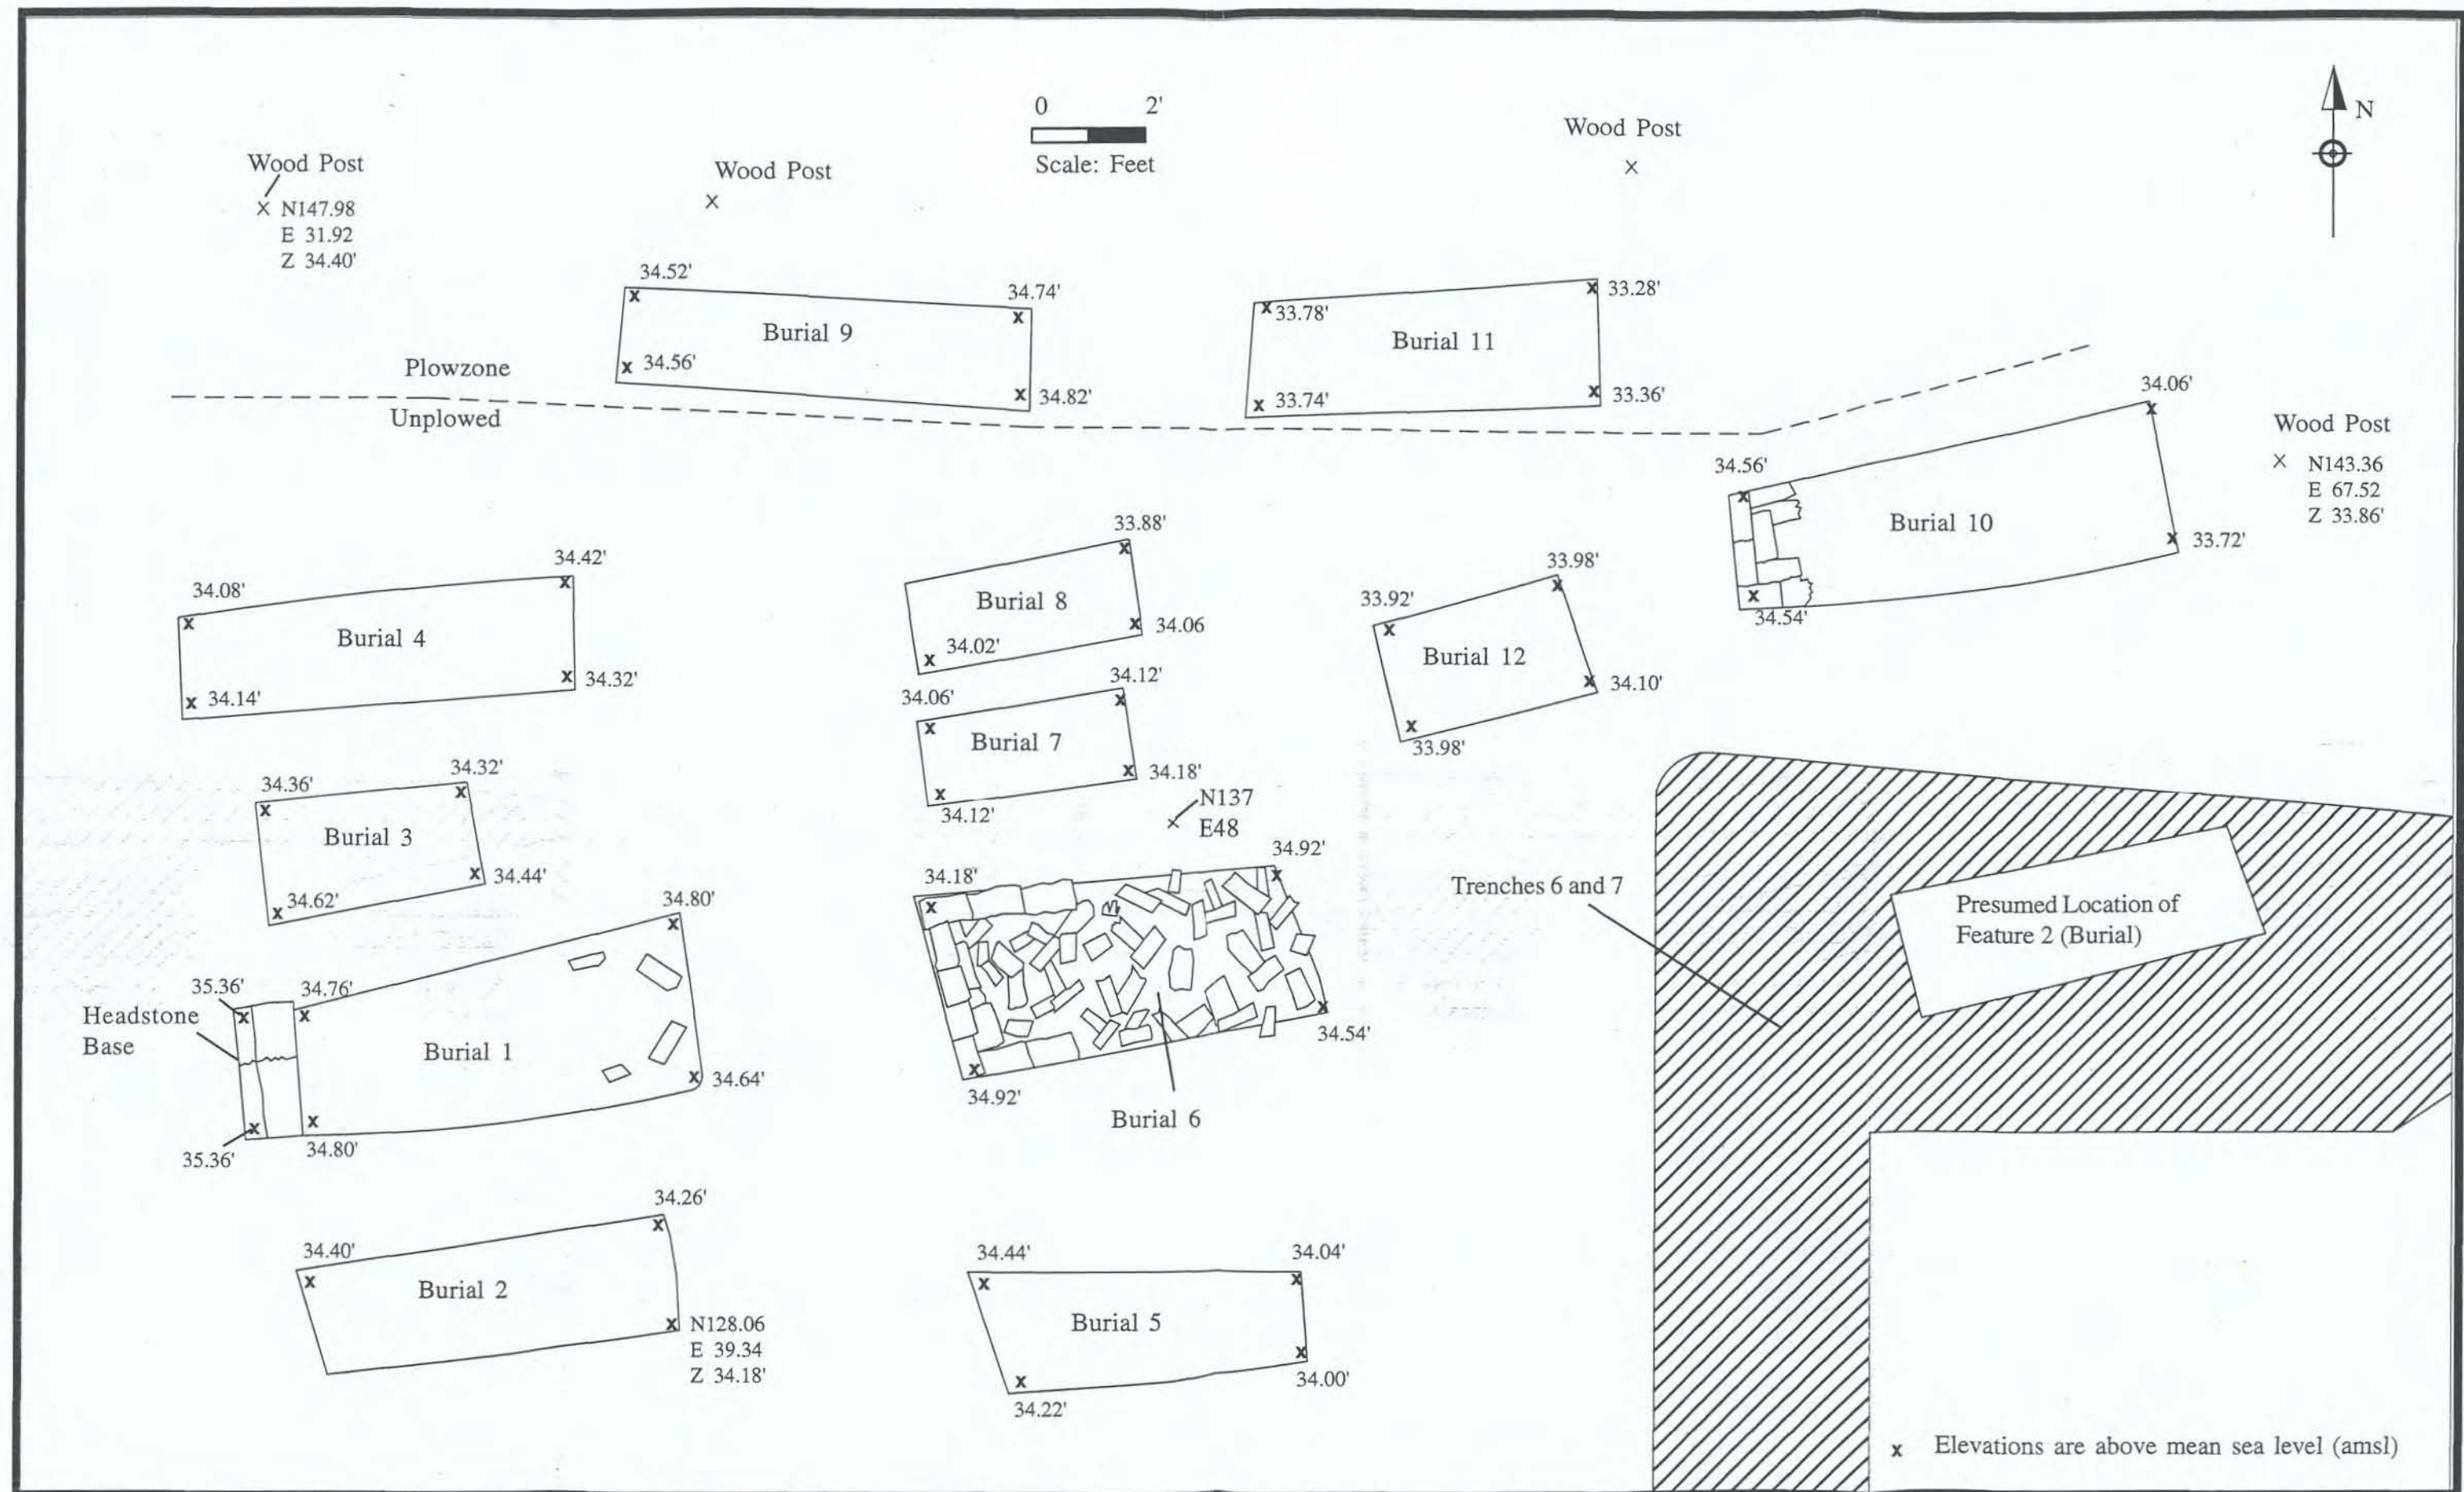 0 2'
Scale: Feet
N
Wood Post
Wood Post
Wood Post
N147.98
E 31.92
Z 34.40'
34.52'
34.74'
Burial 9
34.56'
34.82'
33.78'
33.28'
Burial 11
33.74'
33.36'
Plowzone
Unplowed
34.06'
34.56'
Burial 10
33.72'
34.54'
Wood Post
N143.36
E 67.52
Z 33.86'
34.08'
34.42'
Burial 4
34.32'
34.14'
33.88'
Burial 8
34.06
34.02'
33.98'
33.92'
Burial 12
34.10'
33.98'
34.06'
34.12'
Burial 7
34.18'
34.12'
N137
E48
34.36'
34.32'
Burial 3
34.44'
34.62'
34.18'
34.92'
34.54'
34.92'
Burial 6
Trenches 6 and 7
Presumed Location of
Feature 2 (Burial)
34.80'
35.36'
34.76'
Headstone
Base
Burial 1
34.64'
35.36'
34.80'
34.26'
34.40'
Burial 2
N128.06
E 39.34
Z 34.18'
34.44'
34.04'
Burial 5
34.00'
34.22'
x Elevations are above mean sea level (amsl)